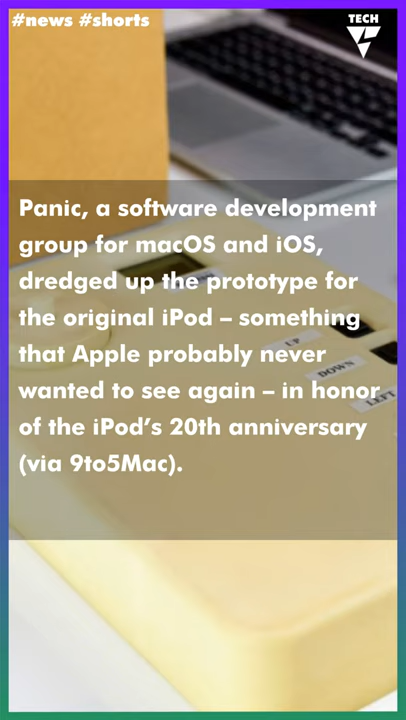 #news #shorts
TECH
Panic, a software development
group for macOS and iOS,
dredged up the prototype for
the original iPod – something
that Apple probably never
wanted to see again – in honor
of the iPod's 20th anniversary
(via 9to5Mac).
UP
DOWN
LEFT